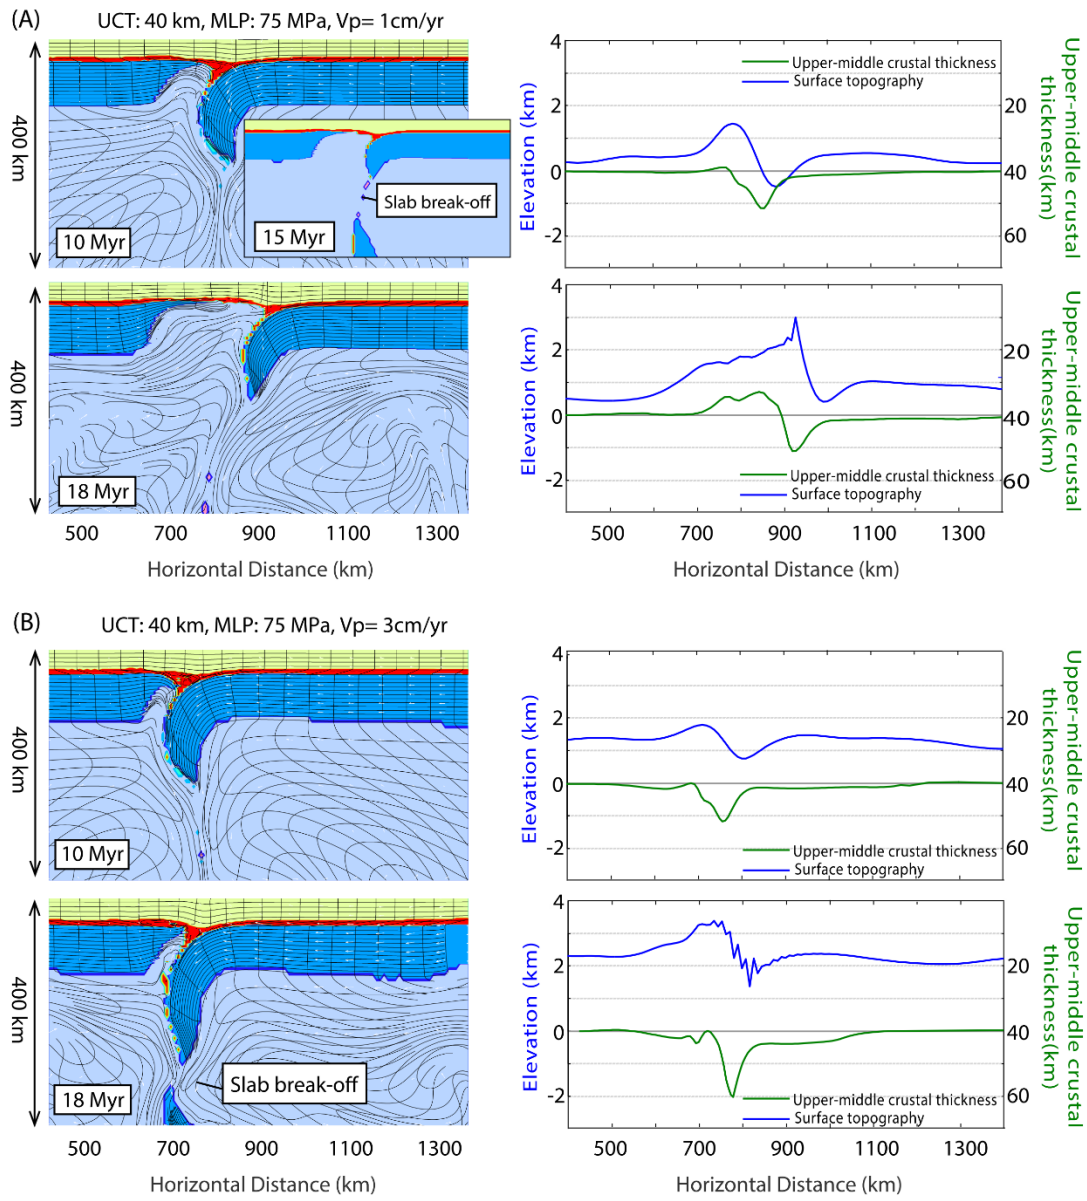 (A)
UCT: 40 km, MLP: 75 MPa, Vp= 1cm/yr
400 km
10 Myr
15 Myr
Slab break-off
Elevation (km)
4
2
0
-2
Upper-middle crustal thickness
Surface topography
20
40
60
Upper-middle crustal
thickness(km)
400 km
18 Myr
500 700 900 1100 1300
Horizontal Distance (km)
Elevation (km)
4
2
0
-2
Upper-middle crustal thickness
Surface topography
20
40
60
Upper-middle crustal
thickness(km)
500 700 900 1100 1300
Horizontal Distance (km)
(B)
UCT: 40 km, MLP: 75 MPa, Vp= 3cm/yr
400 km
10 Myr
Elevation (km)
4
2
0
-2
Upper-middle crustal thickness
Surface topography
20
40
60
Upper-middle crustal
thickness(km)
400 km
18 Myr
Slab break-off
500 700 900 1100 1300
Horizontal Distance (km)
Elevation (km)
4
2
0
-2
Upper-middle crustal thickness
Surface topography
20
40
60
Upper-middle crustal
thickness(km)
500 700 900 1100 1300
Horizontal Distance (km)